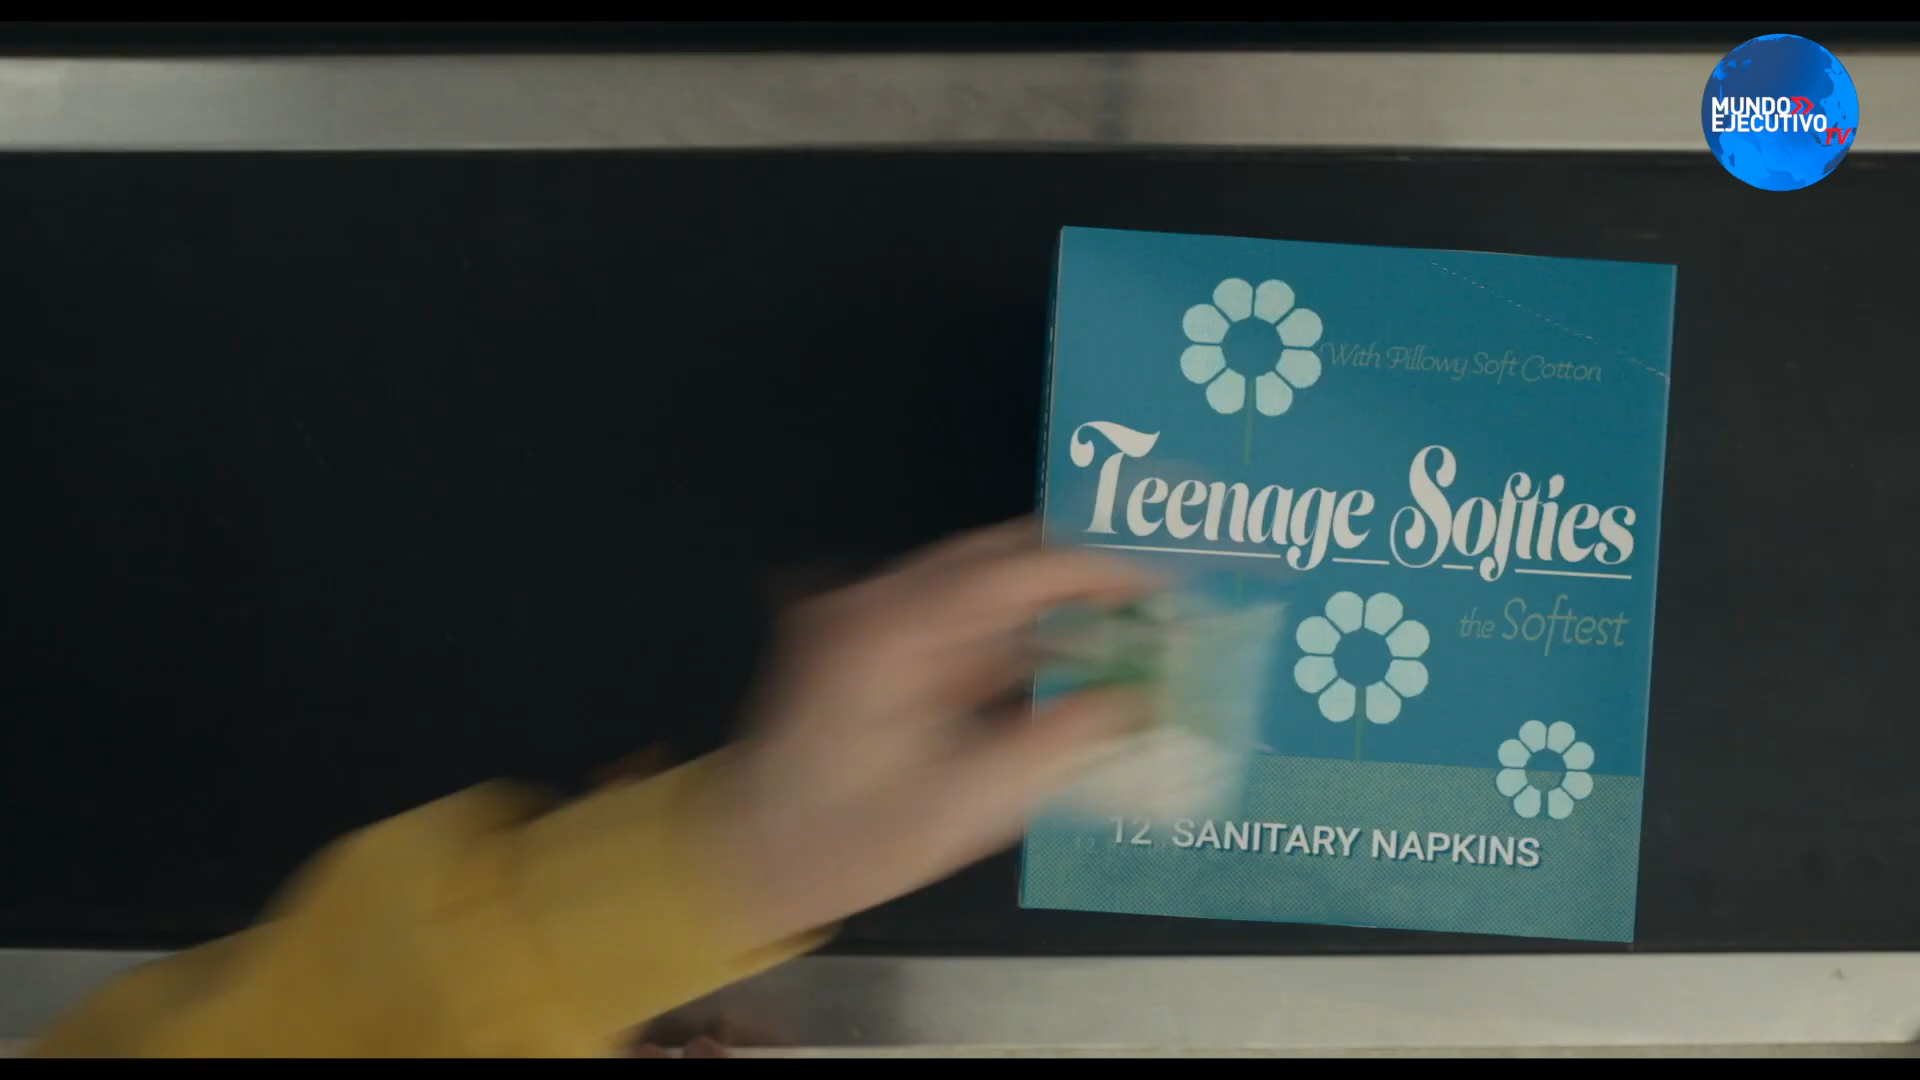 MUNDO
EJECUTIVO
TV
With Pillowy Soft Cotton
Teenage Softies
the Softest
12 SANITARY NAPKINS